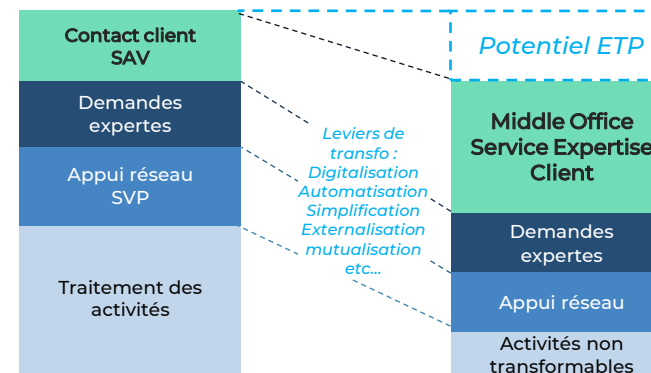 Contact client
SAV
Demandes
expertes
Appui réseau
SVP
Traitement des
activités
Leviers de
transfo :
Digitalisation
Automatisation
Simplification
Externalisation
mutualisation
etc...
Potentiel ETP
Middle Office
Service Expertise
Client
Demandes
expertes
Appui réseau
Activités non
transformables